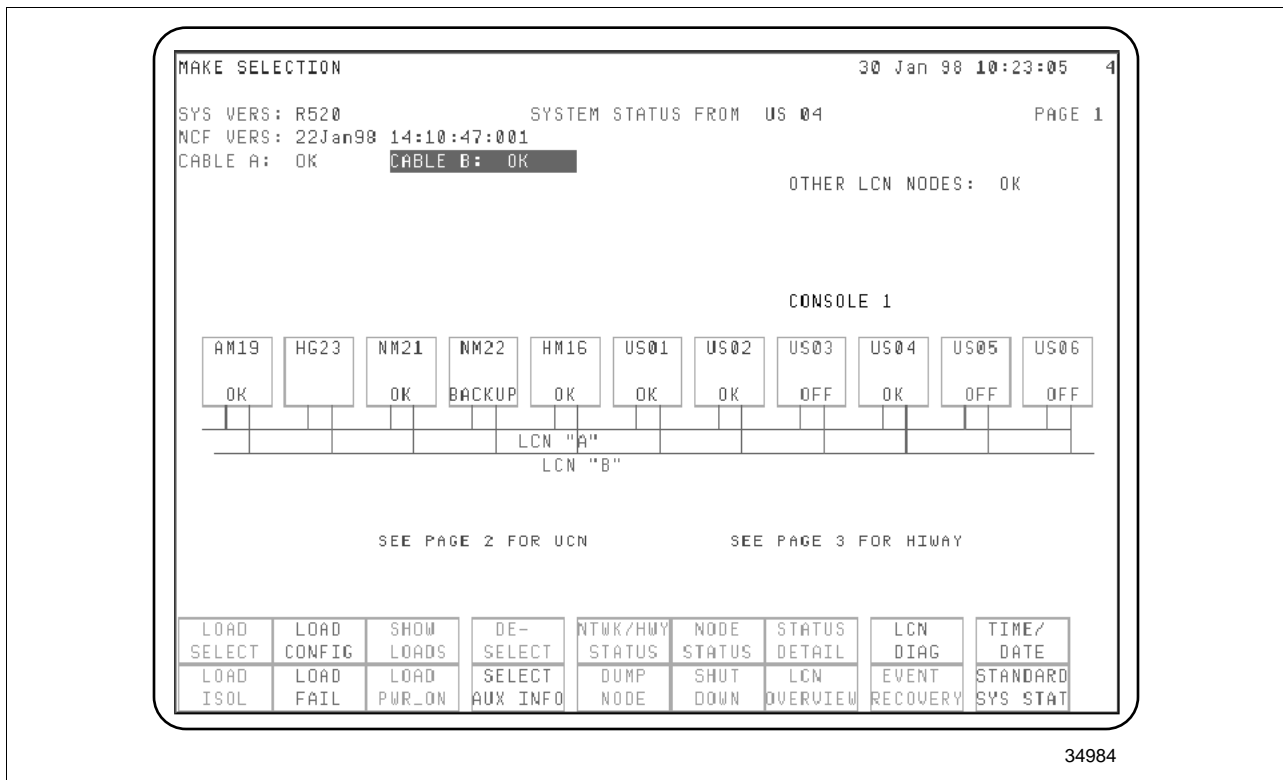 MAKE SELECTION 30 Jan 98 10:23:05 4
SYS VERS: R520 SYSTEM STATUS FROM US 04 PAGE 1
NCF VERS: 22Jan98 14:10:47:001
CABLE A: OK CABLE B: OK
OTHER LCN NODES: OK
CONSOLE 1
AM19 HG23 NM21 NM22 HM16 US01 US02 US03 US04 US05 US06
OK OK BACKUP OK OK OK OFF OK OFF OFF
LCN "A"
LCN "B"
SEE PAGE 2 FOR UCN SEE PAGE 3 FOR HIWAY
LOAD LOAD SHOW DE- NTWK/HWY NODE STATUS LCN TIME/
SELECT CONFIG LOADS SELECT STATUS STATUS DETAIL DIAG DATE
LOAD LOAD LOAD SELECT DUMP SHUT LCN EVENT STANDARD
ISOL FAIL PWR_ON AUX INFO NODE DOWN OVERVIEW RECOVERY SYS STAT
34984